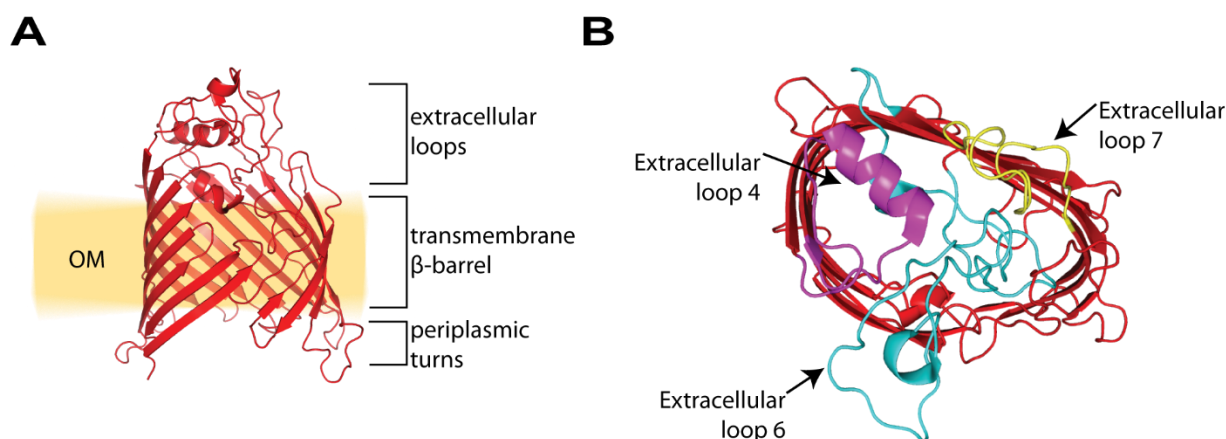 A
extracellular
loops
OM
transmembrane
β-barrel
periplasmic
turns
B
Extracellular
loop 7
Extracellular
loop 4
Extracellular
loop 6